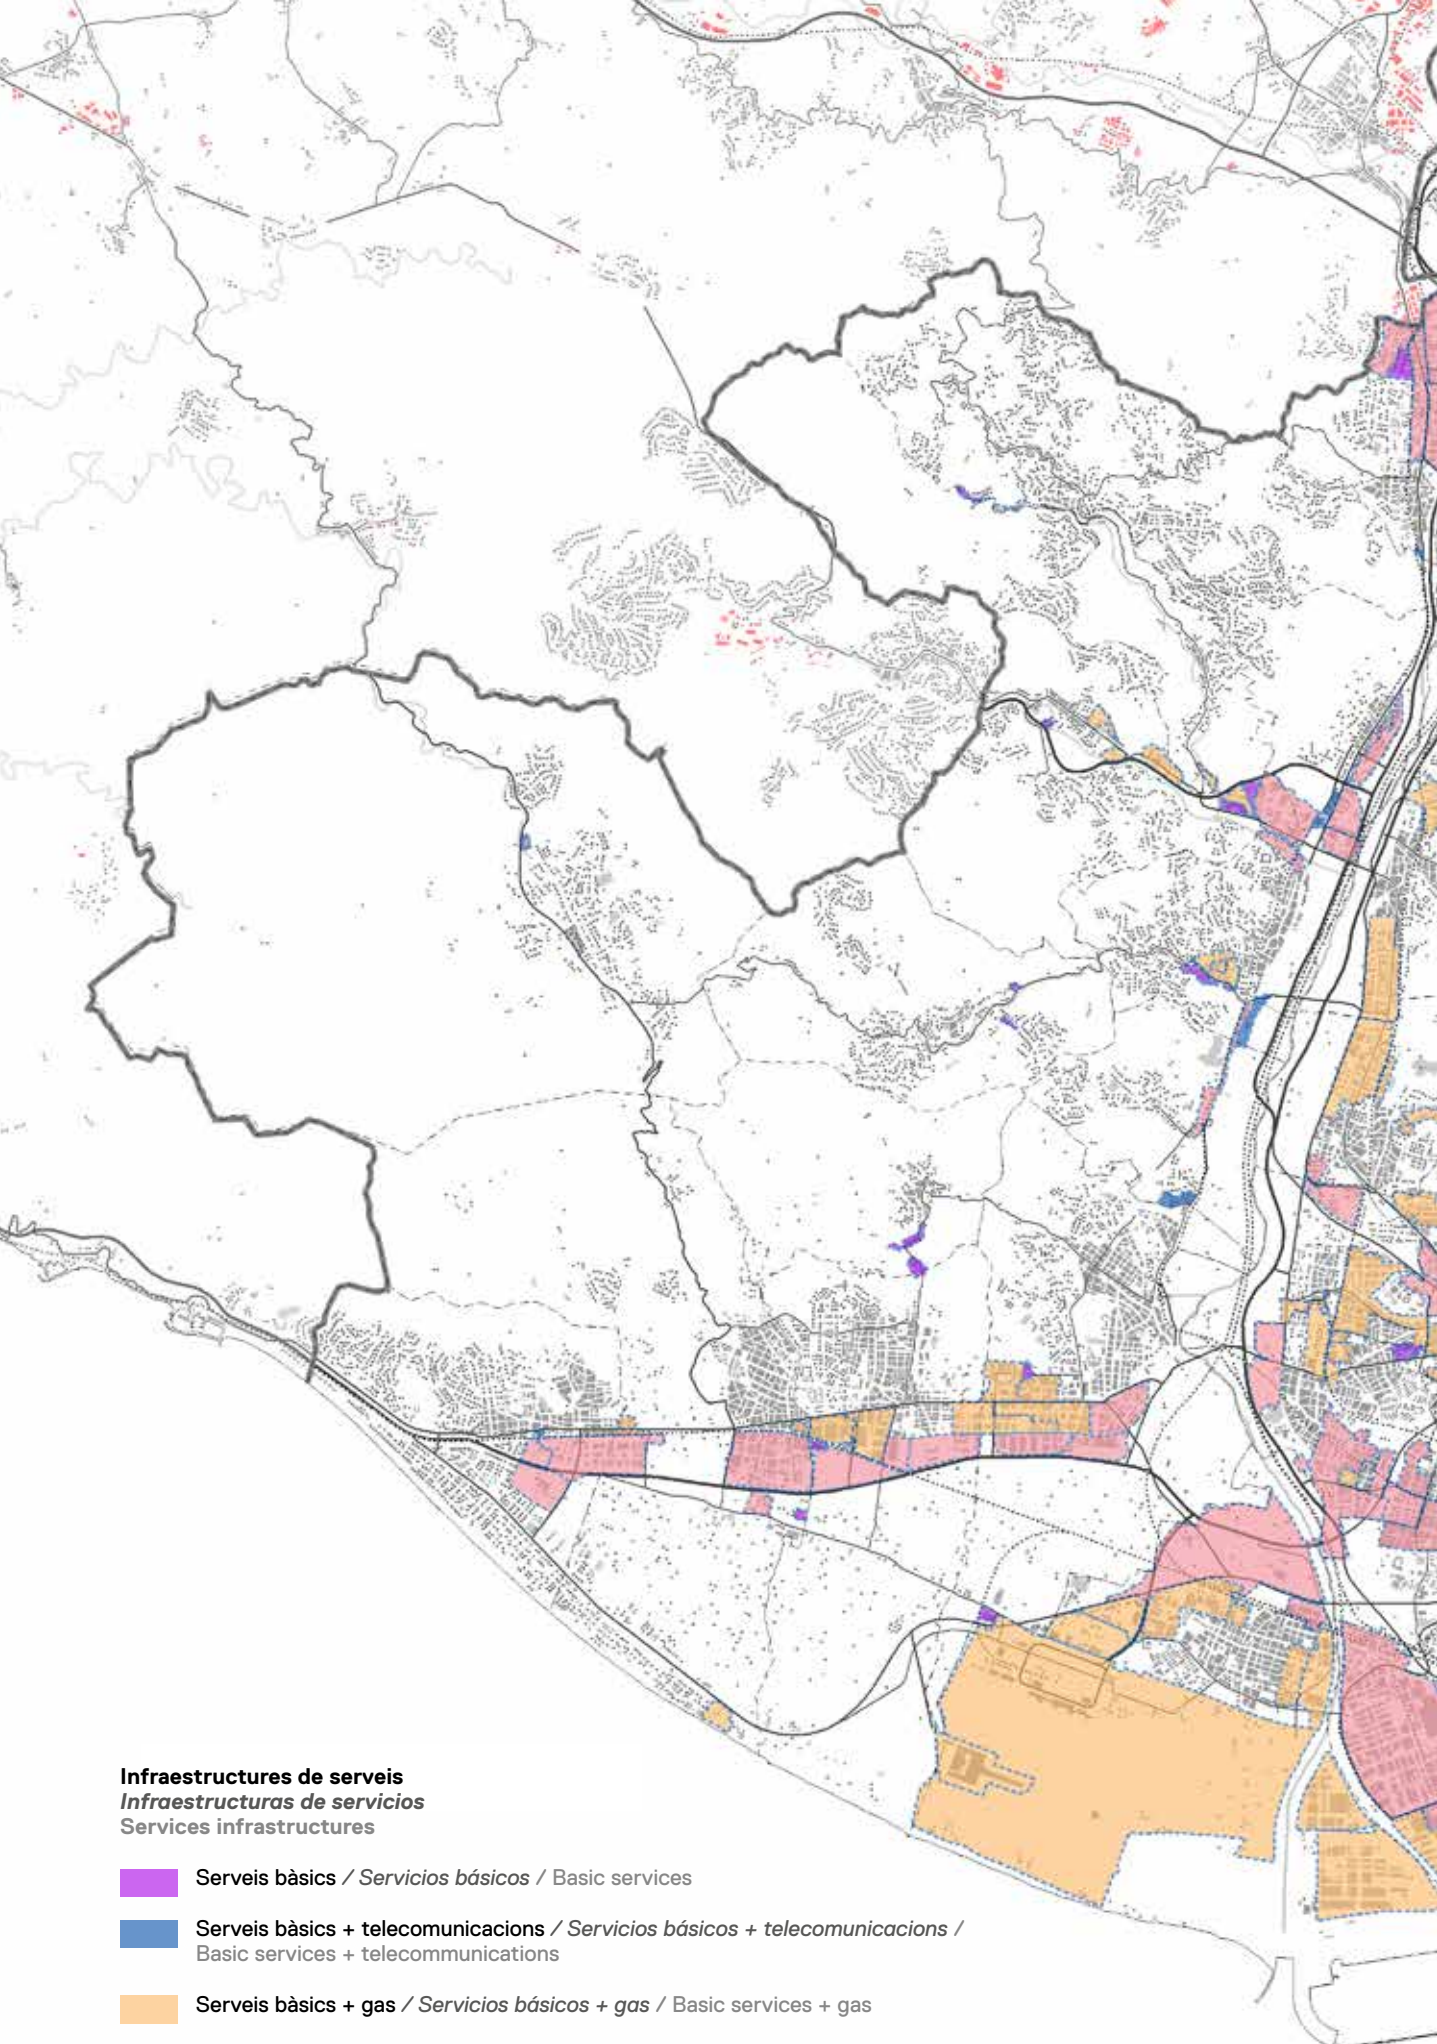 Infraestructures de serveis
Infraestructuras de servicios
Services infrastructures
Serveis bàsics / Servicios básicos / Basic services
Serveis bàsics + telecomunicacions / Servicios básicos + telecomunicacions /
Basic services + telecommunications
Serveis bàsics + gas / Servicios básicos + gas / Basic services + gas